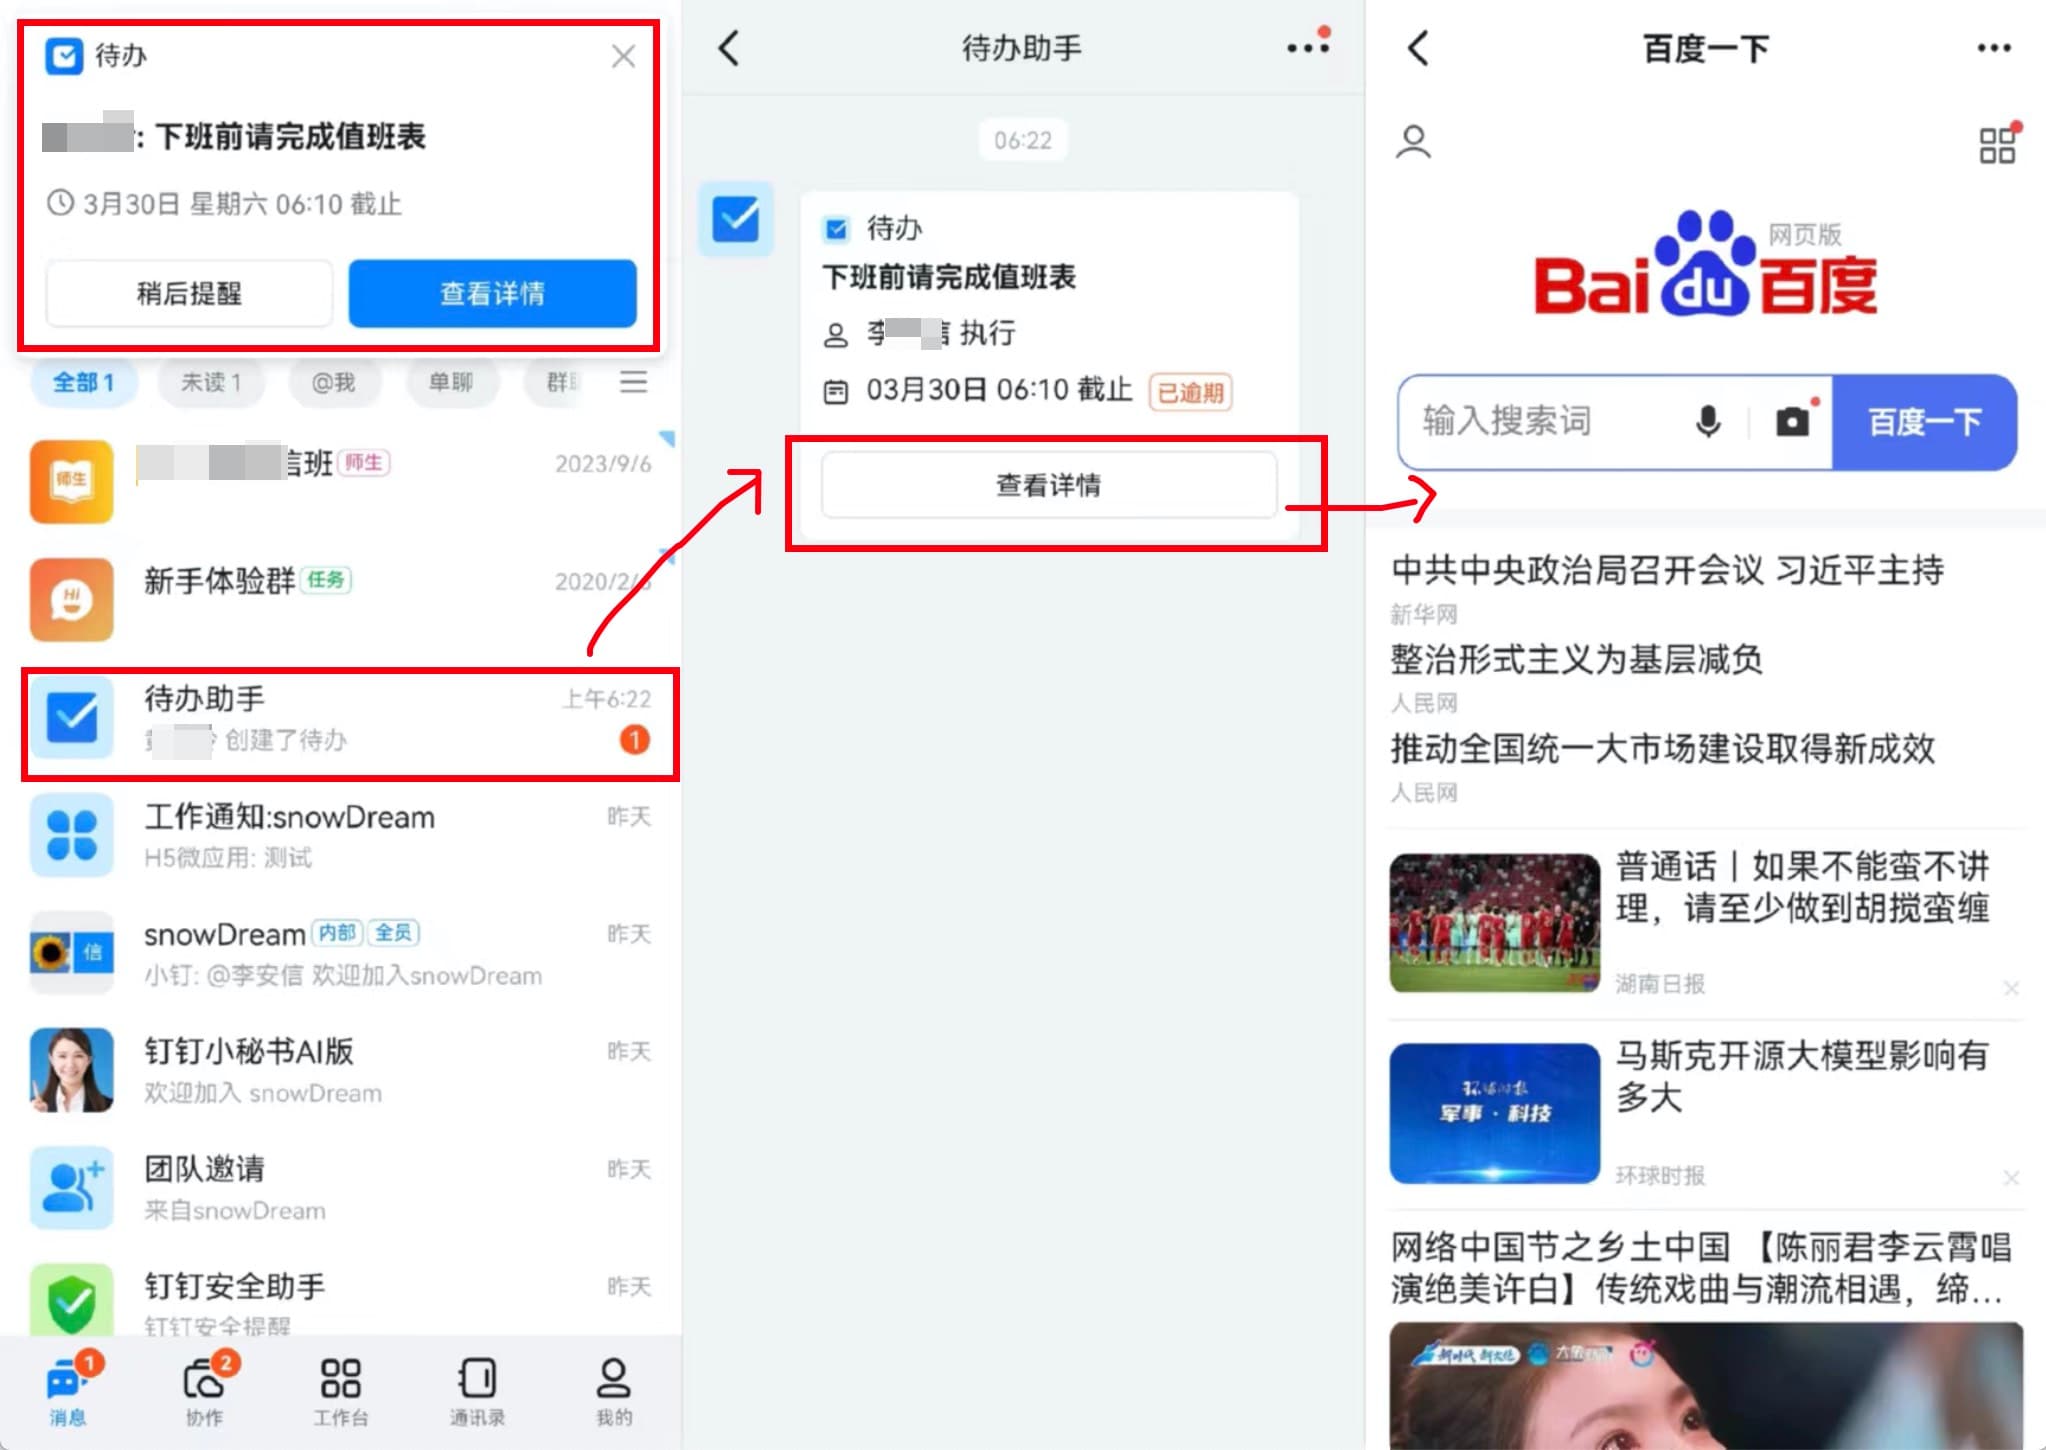 待办
: 下班前请完成值班表
3月30日 星期六 06:10 截止
稍后提醒
查看详情
全部 1
未读 1
@我
单聊
群
师生
信班 师生
2023/9/6
Hi
新手体验群 任务
2020/2/6
待办助手
上午6:22
创建了待办
1
工作通知:snowDream
昨天
H5微应用: 测试
信
snowDream 内部 全员
昨天
小钉: @李安信 欢迎加入snowDream
钉钉小秘书AI版
昨天
欢迎加入 snowDream
团队邀请
昨天
来自snowDream
钉钉安全助手
昨天
钉钉安全提醒
1
消息
2
协作
工作台
通讯录
我的
待办助手
06:22
待办
下班前请完成值班表
李 信 执行
03月30日 06:10 截止 已逾期
查看详情
百度一下
Bai du 百度 网页版
输入搜索词
百度一下
中共中央政治局召开会议 习近平主持
新华网
整治形式主义为基层减负
人民网
推动全国统一大市场建设取得新成效
人民网
普通话丨如果不能蛮不讲
理，请至少做到胡搅蛮缠
湖南日报
环球时报
军事·科技
马斯克开源大模型影响有
多大
环球时报
网络中国节之乡土中国 【陈丽君李云霄唱
演绝美许白】传统戏曲与潮流相遇，缔...